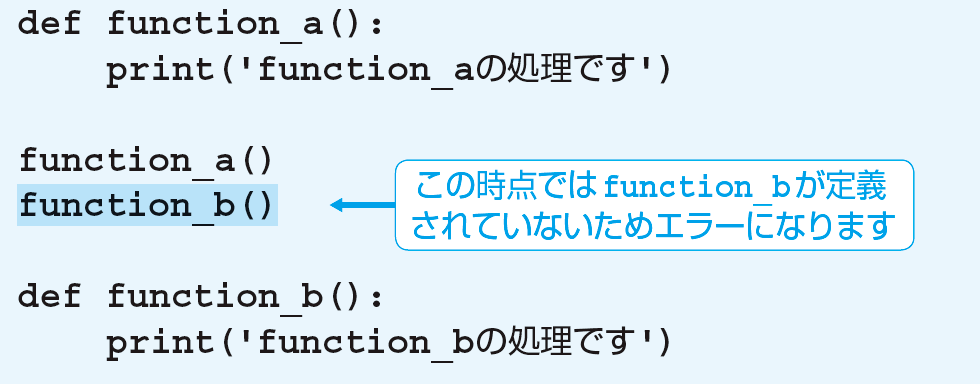 def function_a():
    print('function_aの処理です')
function_a()
function_b()
この時点ではfunction_bが定義
されていないためエラーになります
def function_b():
    print('function_bの処理です')